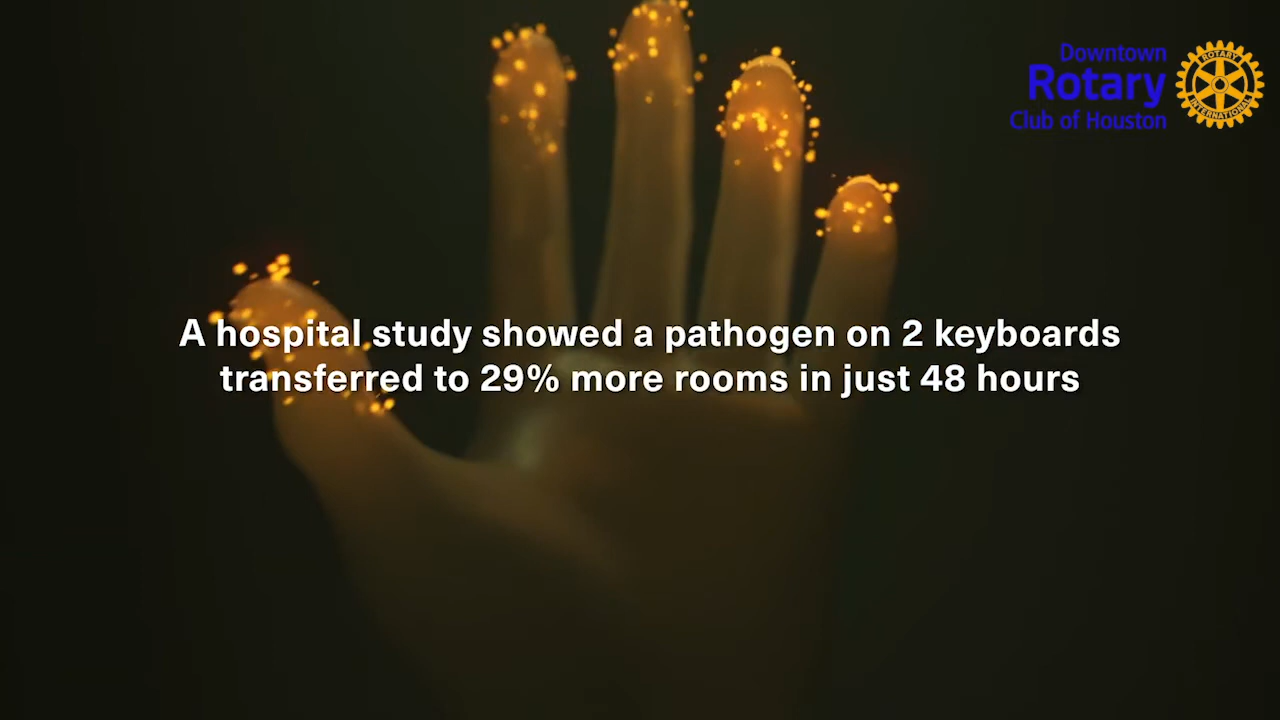 Downtown
Rotary
Club of Houston
ROTARY
INTERNATIONAL
A hospital study showed a pathogen on 2 keyboards
transferred to 29% more rooms in just 48 hours